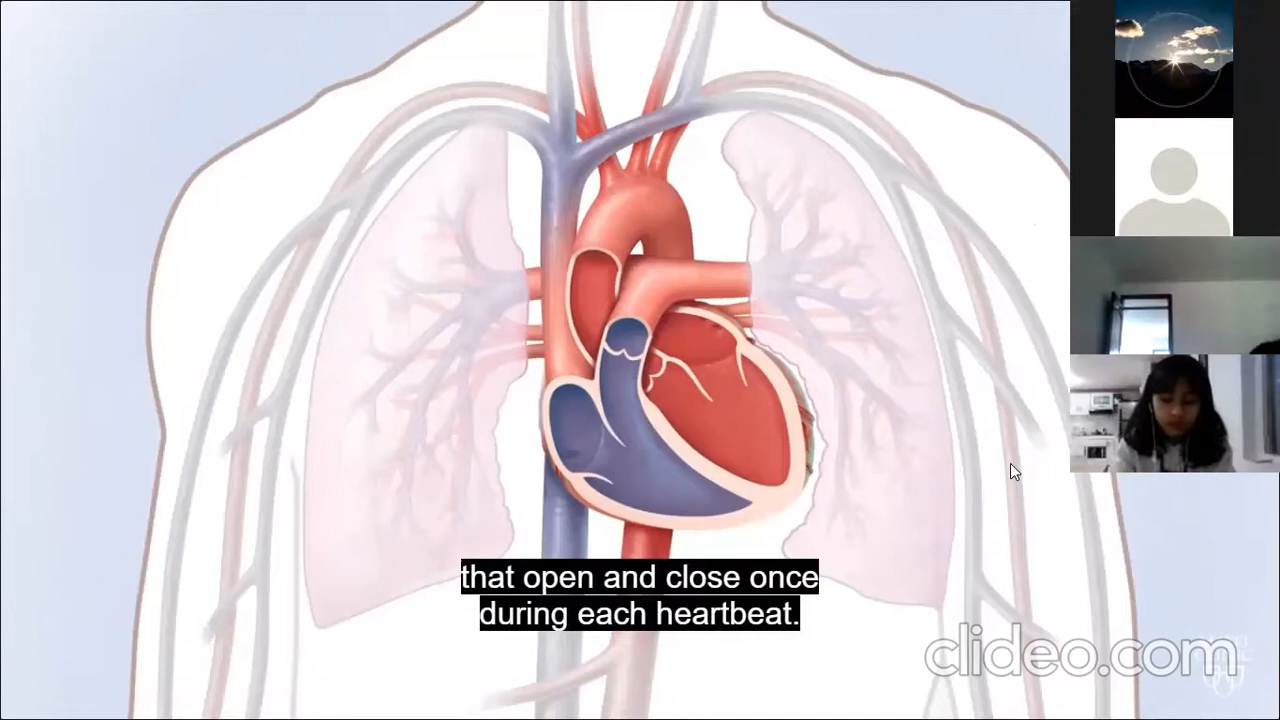 that open and close once
during each heartbeat.
clideo.com